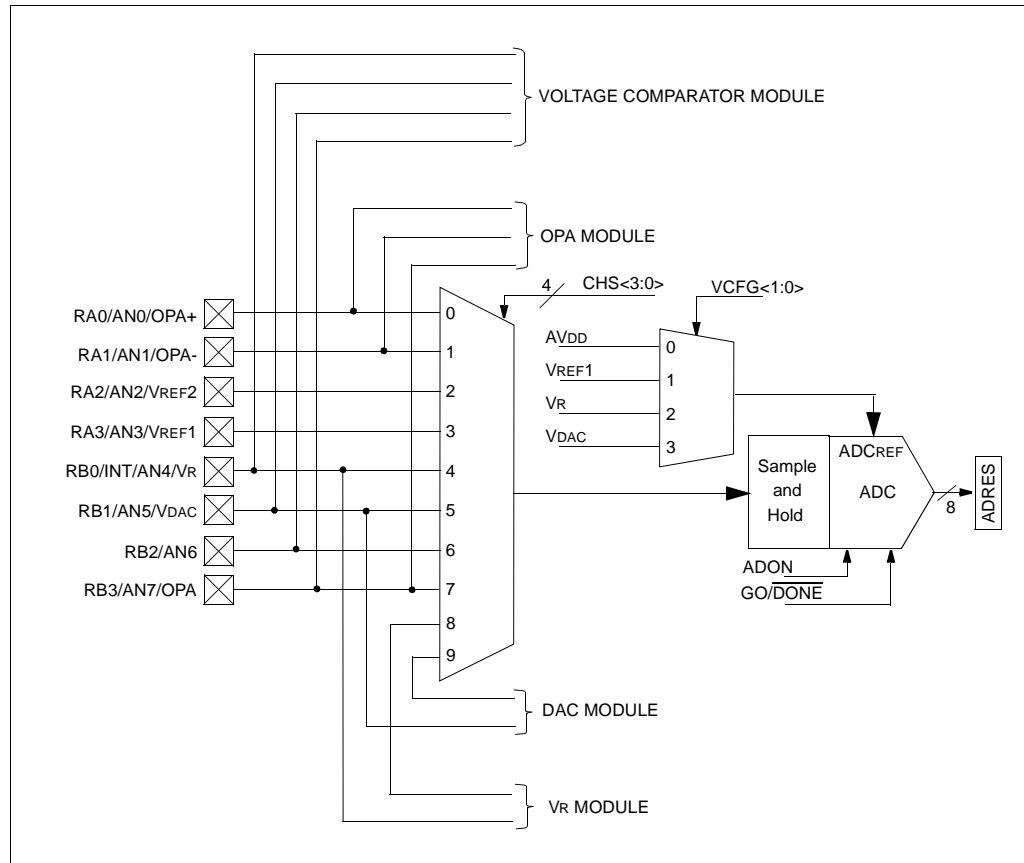 VOLTAGE COMPARATOR MODULE
OPA MODULE
4
CHS<3:0>
VCFG<1:0>
RA0/AN0/OPA+
0
RA1/AN1/OPA-
1
RA2/AN2/VREF2
2
RA3/AN3/VREF1
3
RB0/INT/AN4/VR
4
RB1/AN5/VDAC
5
RB2/AN6
6
RB3/AN7/OPA
7
8
9
AVDD
0
VREF1
1
VR
2
VDAC
3
Sample
and
Hold
ADCREF
ADC
8
ADRES
ADON
GO/DONE
DAC MODULE
VR MODULE